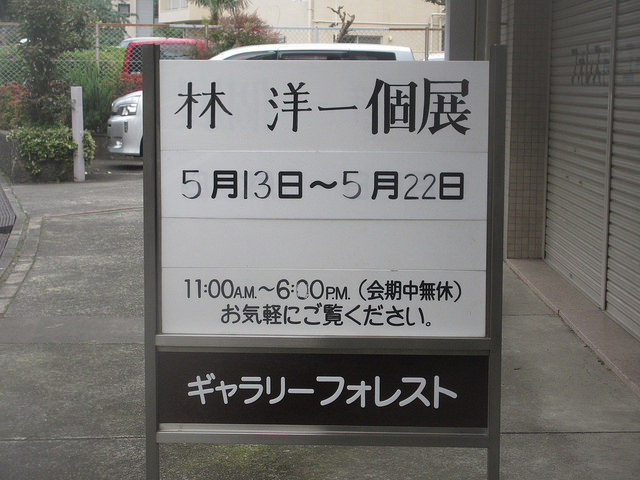 林 洋一個展
5月13日～5月22日
11:00A.M.～6:00P.M.(会期中無休)
お気軽にご覧ください。
ギャラリーフォレスト